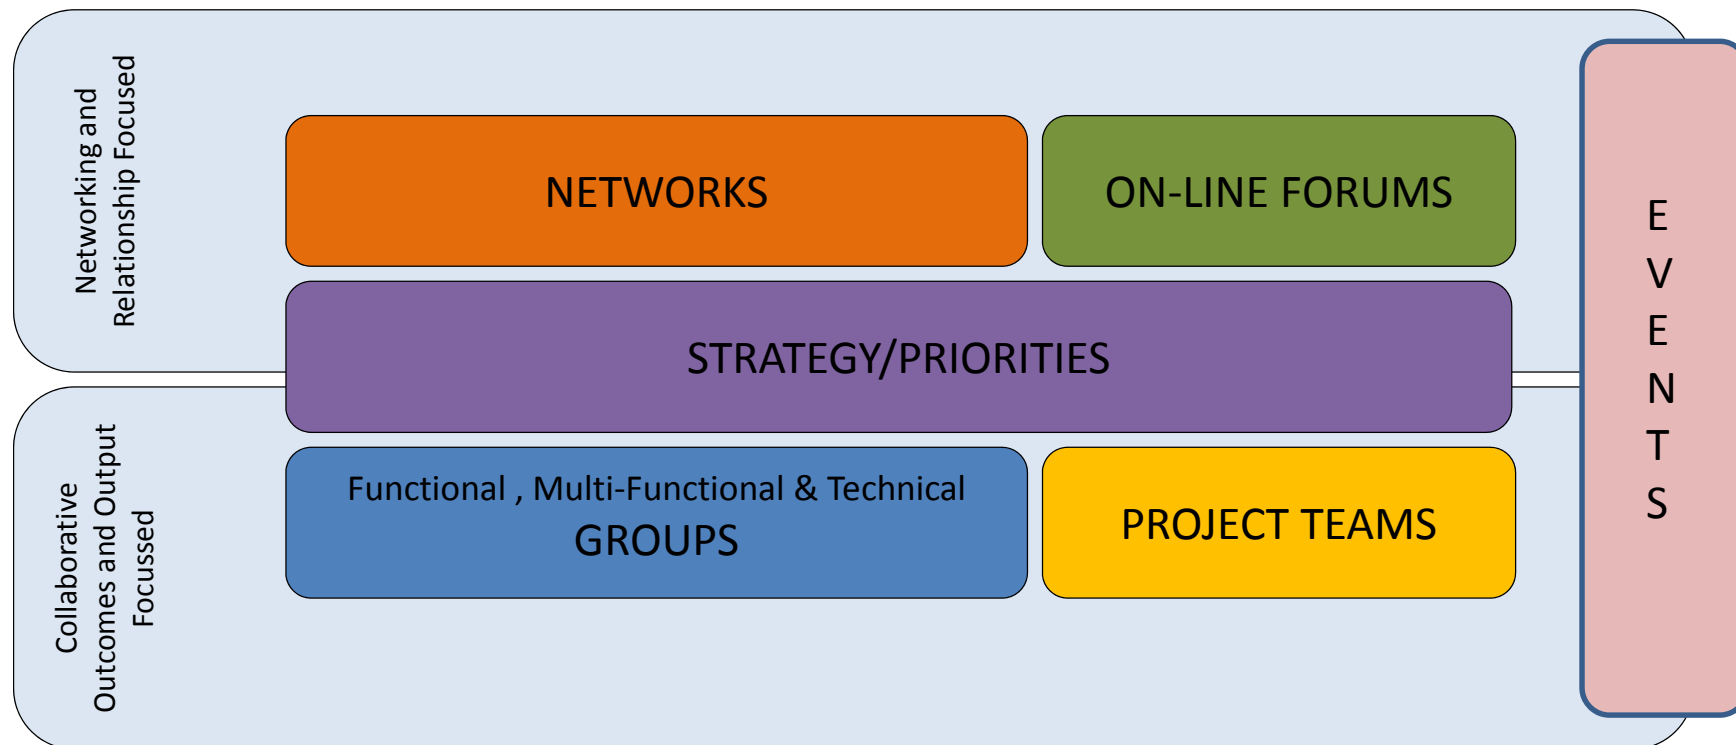 Networking and
Relationship Focused
NETWORKS
ON-LINE FORUMS
STRATEGY/PRIORITIES
Collaborative
Outcomes and Output
Focussed
Functional , Multi-Functional & Technical
GROUPS
PROJECT TEAMS
E
V
E
N
T
S